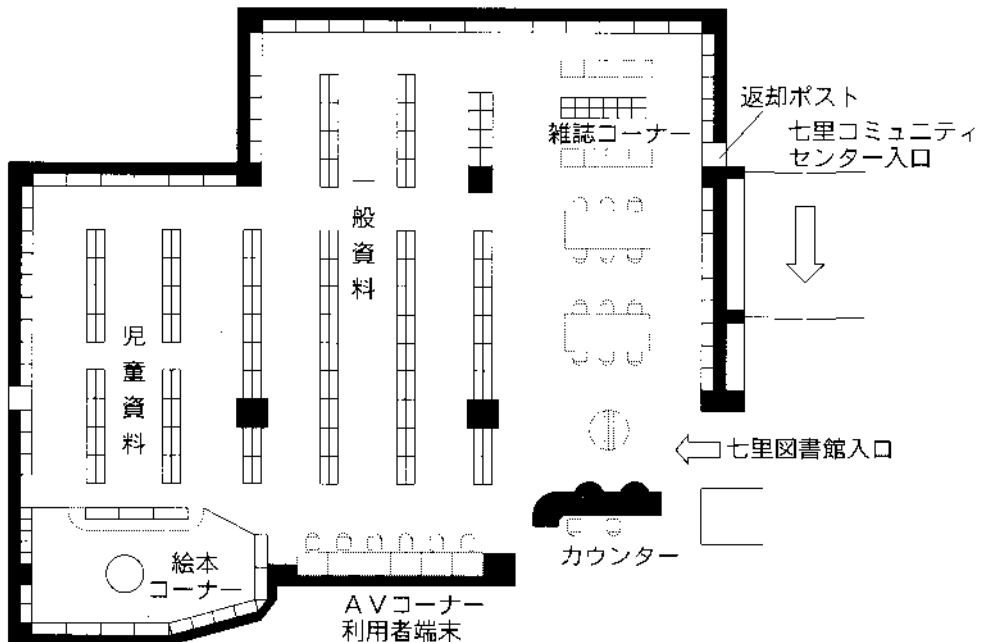 返却ポスト
七里コミュニティ
センター入口
雑誌コーナー
一般資料
児童資料
七里図書館入口
カウンター
絵本
コーナー
AVコーナー
利用者端末